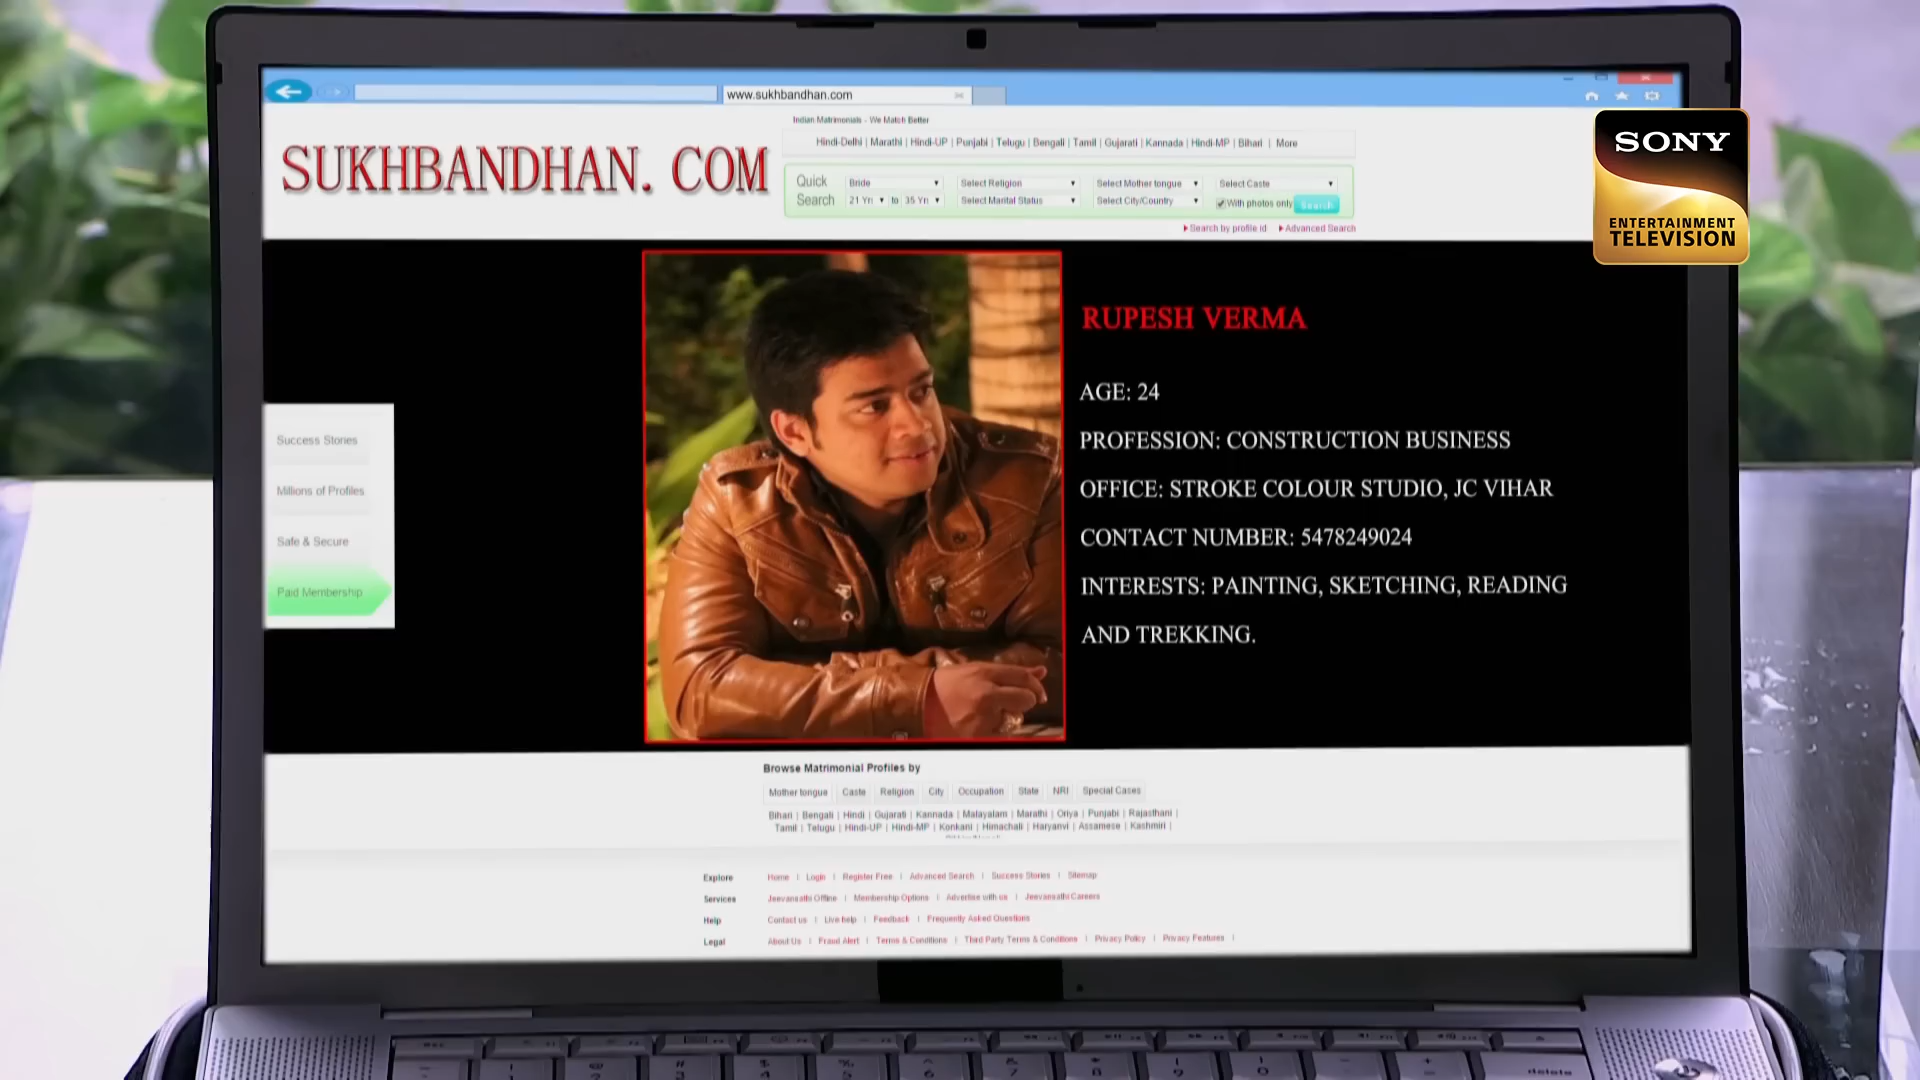 www.sukhbandhan.com
SUKHBANDHAN. COM
Indian Matrimonials - We Match Better
Hindi-Delhi | Marathi | Hindi-UP | Punjabi | Telugu | Bengali | Tamil | Gujarati | Kannada | Hindi-MP | Bihari | More
Quick Search
Bride
Select Religion
Select Mother tongue
Select Caste
21 Yrs to 35 Yrs
Select Marital Status
Select City/Country
With photos only
Search
Search by profile id
Advanced Search
SONY
ENTERTAINMENT
TELEVISION
RUPESH VERMA
AGE: 24
PROFESSION: CONSTRUCTION BUSINESS
OFFICE: STROKE COLOUR STUDIO, JC VIHAR
CONTACT NUMBER: 5478249024
INTERESTS: PAINTING, SKETCHING, READING
AND TREKKING.
Success Stories
Millions of Profiles
Safe & Secure
Paid Membership
Browse Matrimonial Profiles by
Mother tongue Caste Religion City Occupation State NRI Special Cases
Bihari | Bengali | Hindi | Gujarati | Kannada | Malayalam | Marathi | Oriya | Punjabi | Rajasthani |
Tamil | Telugu | Hindi-UP | Hindi-MP | Konkani | Himachali | Haryanvi | Assamese | Kashmiri |
Explore Home | Login | Register Free | Advanced Search | Success Stories | Sitemap
Services Jeevansathi Offline | Membership Options | Advertise with us | Jeevansathi Careers
Help Contact us | Live help | Feedback | Frequently Asked Questions
Legal About Us | Fraud Alert | Terms & Conditions | Third Party Terms & Conditions | Privacy Policy | Privacy Features |
delete